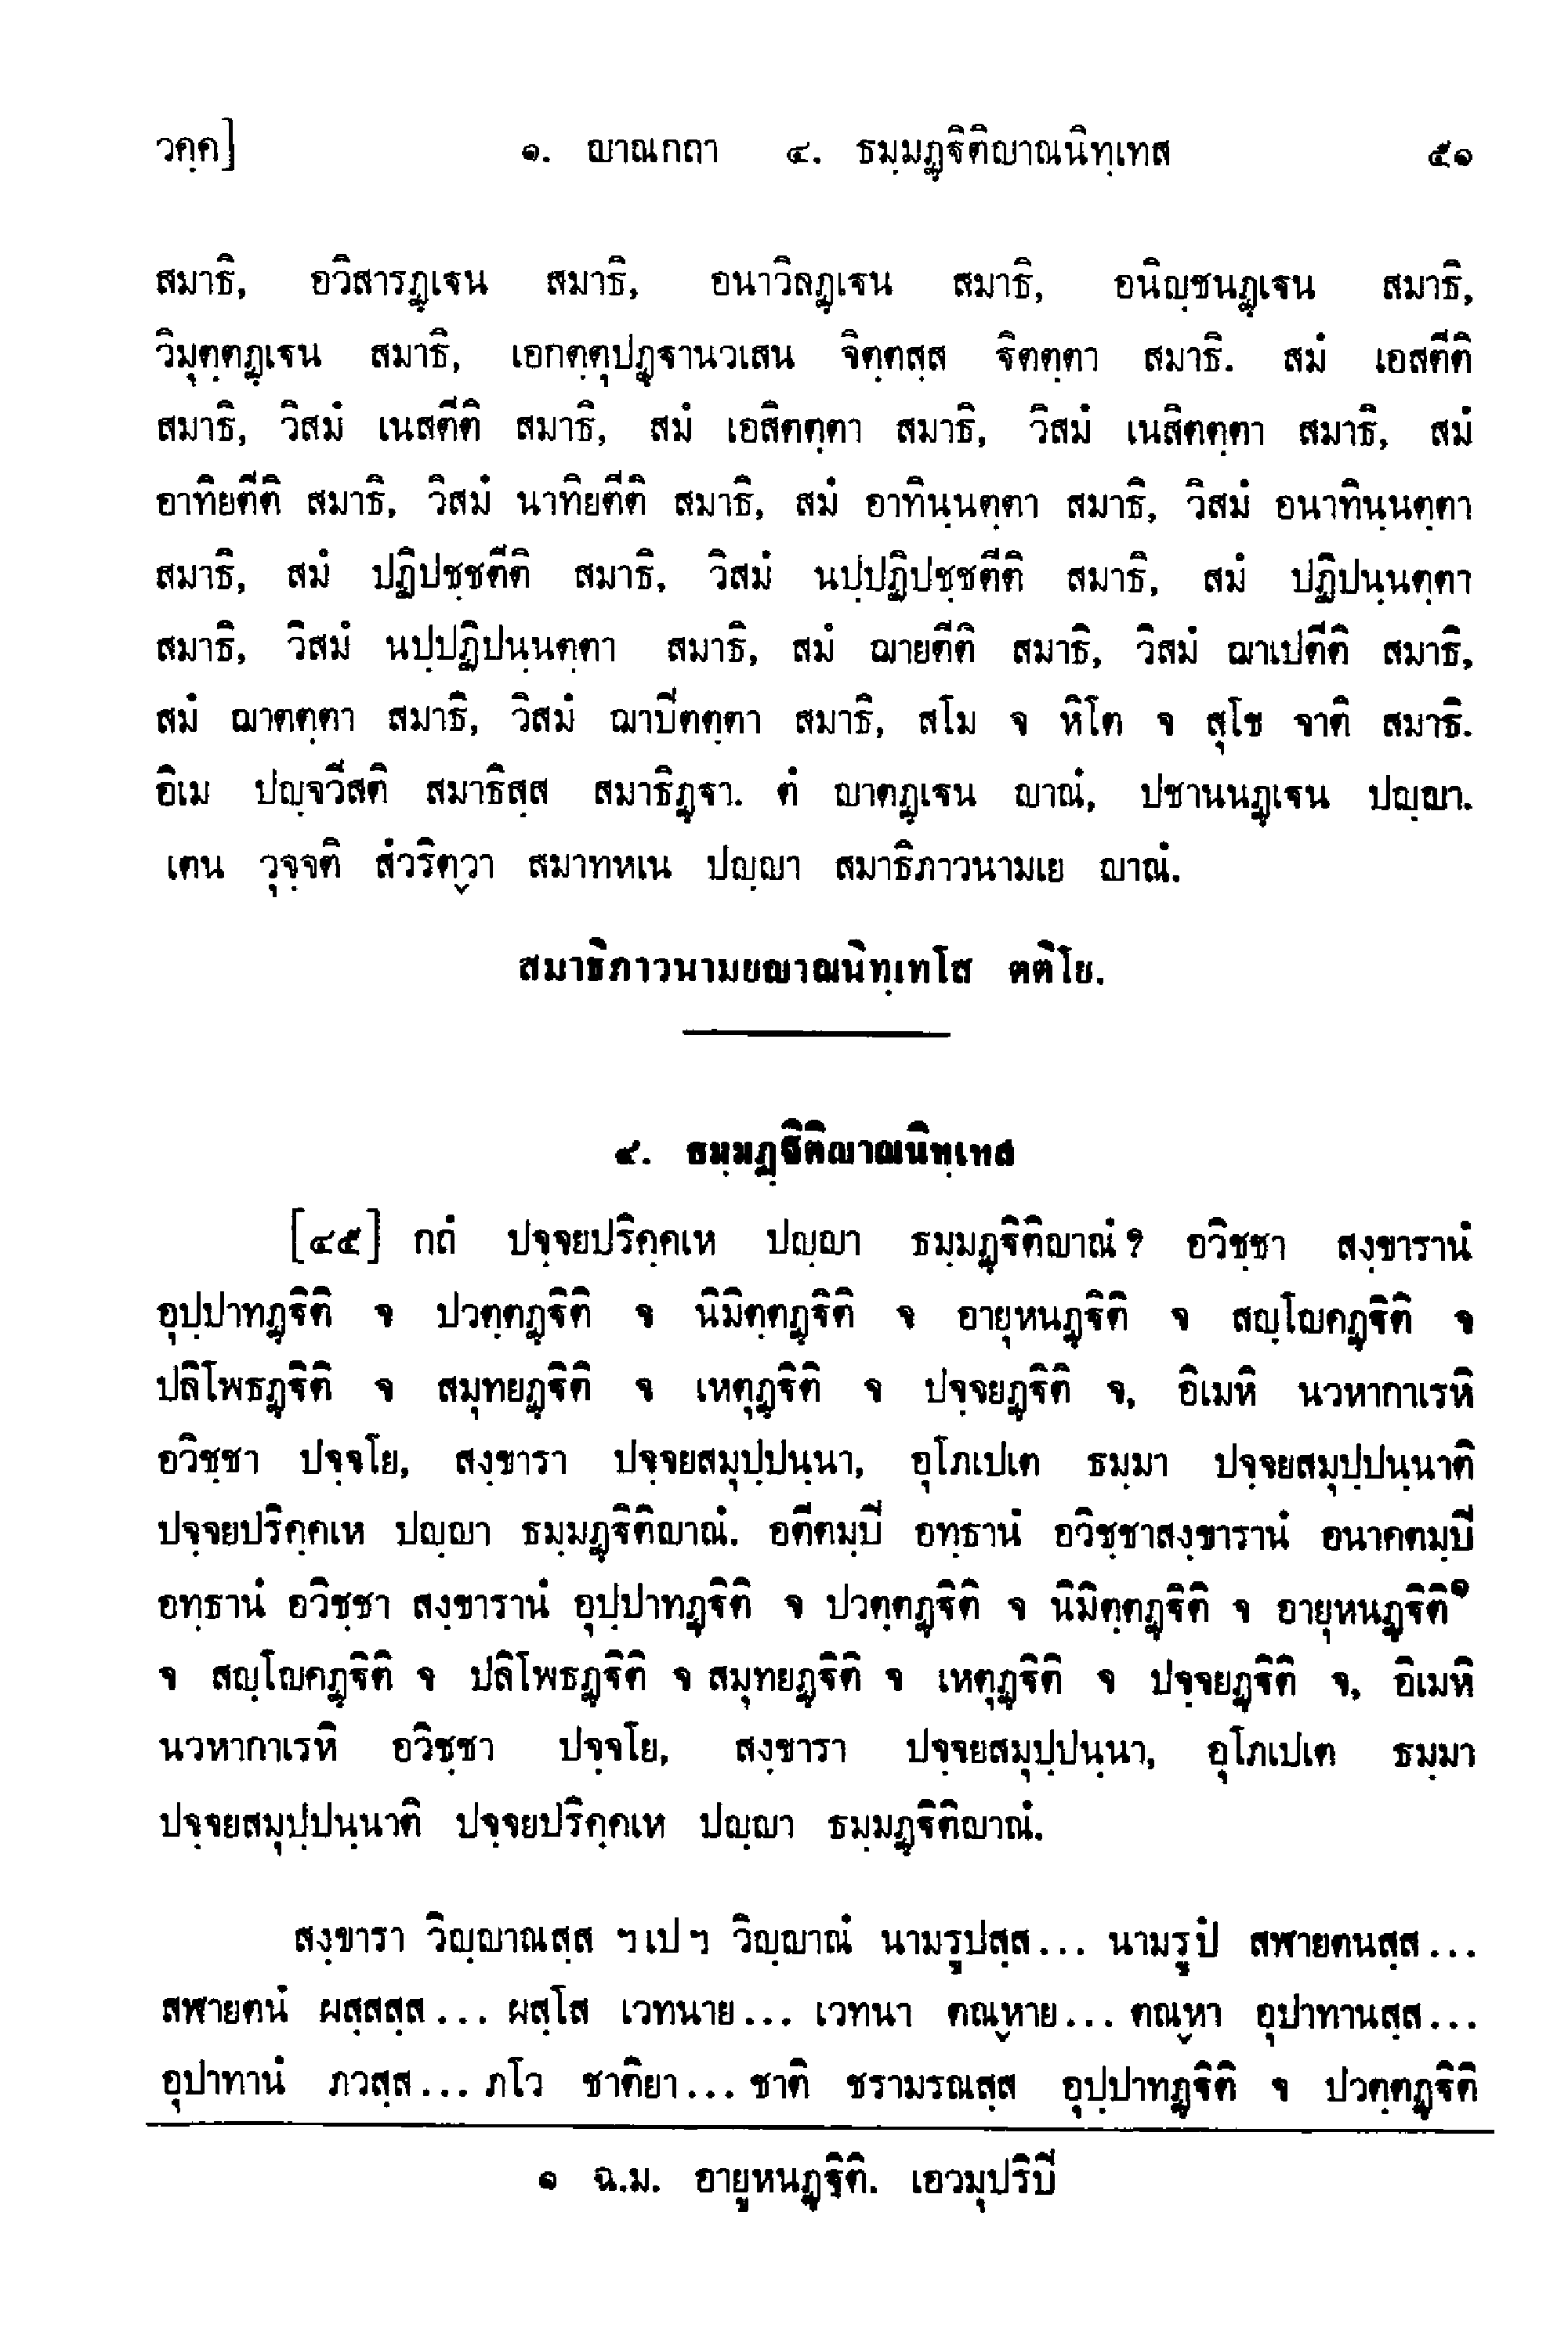 วคฺค]	๑. ญาณกถา ๔. ธมฺมฏฺฐิติญาณนิทฺเทส	๕๑
สมาธิ, อวิสารฏฺเฐน สมาธิ, อนาวิลฏฺเฐน สมาธิ, อนิญฺชนฏฺเฐน สมาธิ,
วิมุตฺตฏฺเฐน สมาธิ, เอกตฺตุปฏฺฐานวเสน จิตฺตสฺส จิตตฺตา สมาธิ. สมํ เอสตีติ
สมาธิ, วิสมํ เนสตีติ สมาธิ, สมํ เอสิตตฺตา สมาธิ, วิสมํ เนสิตตฺตา สมาธิ, สมํ
อาทิยตีติ สมาธิ, วิสมํ นาทิยตีติ สมาธิ, สมํ อาทินฺนตฺตา สมาธิ, วิสมํ อนาทินฺนตฺตา
สมาธิ, สมํ ปฏิปชฺชตีติ สมาธิ, วิสมํ นปฺปฏิปชฺชตีติ สมาธิ, สมํ ปฏิปนฺนตฺตา
สมาธิ, วิสมํ นปฺปฏิปนฺนตฺตา สมาธิ, สมํ ฌายตีติ สมาธิ, วิสมํ ฌาเปตีติ สมาธิ,
สมํ ฌาตตฺตา สมาธิ, วิสมํ ฌาปีตตฺตา สมาธิ, สโม จ หิโต จ สุโข จาติ สมาธิ.
อิเม ปญฺจวีสติ สมาธิสฺส สมาธิฏฺฐา. ตํ ญาตฏฺเฐน ญาณํ, ปชานนฏฺเฐน ปญฺญา.
เตน วุจฺจติ สํวริตฺวา สมาทหเน ปญฺญา สมาธิภาวนามเย ญาณํ.
สมาธิภาวนามยญาณนิทฺเทโส ตติโย.
๔. ธมฺมฏฺฐิติญาณนิทฺเทส
[๔๕] กถํ ปจฺจยปริคฺคเห ปญฺญา ธมฺมฏฺฐิติญาณํ? อวิชฺชา สงฺขารานํ
อุปฺปาทฏฺฐิติ จ ปวตฺตฏฺฐิติ จ นิมิตฺตฏฺฐิติ จ อายุหนฏฺฐิติ จ สญฺโญคฏฺฐิติ จ
ปลิโพธฏฺฐิติ จ สมุทยฏฺฐิติ จ เหตุฏฺฐิติ จ ปจฺจยฏฺฐิติ จ, อิเมหิ นวหากาเรหิ
อวิชฺชา ปจฺจโย, สงฺขารา ปจฺจยสมุปฺปนฺนา, อุโภเปเต ธมฺมา ปจฺจยสมุปฺปนฺนาติ
ปจฺจยปริคฺคเห ปญฺญา ธมฺมฏฺฐิติญาณํ. อตีตมฺปิ อทฺธานํ อวิชฺชาสงฺขารานํ อนาคตมฺปิ
อทฺธานํ อวิชฺชา สงฺขารานํ อุปฺปาทฏฺฐิติ จ ปวตฺตฏฺฐิติ จ นิมิตฺตฏฺฐิติ จ อายุหนฏฺฐิติ๑
จ สญฺโญคฏฺฐิติ จ ปลิโพธฏฺฐิติ จ สมุทยฏฺฐิติ จ เหตุฏฺฐิติ จ ปจฺจยฏฺฐิติ จ, อิเมหิ
นวหากาเรหิ อวิชฺชา ปจฺจโย, สงฺขารา ปจฺจยสมุปฺปนฺนา, อุโภเปเต ธมฺมา
ปจฺจยสมุปฺปนฺนาติ ปจฺจยปริคฺคเห ปญฺญา ธมฺมฏฺฐิติญาณํ.
สงฺขารา วิญฺญาณสฺส ฯ เป ฯ วิญฺญาณํ นามรูปสฺส... นามรูปํ สฬายตนสฺส...
สฬายตนํ ผสฺสสฺส... ผสฺโส เวทนาย... เวทนา ตณฺหาย... ตณฺหา อุปาทานสฺส...
อุปาทานํ ภวสฺส... ภโว ชาติยา... ชาติ ชรามรณสฺส อุปฺปาทฏฺฐิติ จ ปวตฺตฏฺฐิติ
๑ ฉ.ม. อายูหนฏฺฐิติ. เอวมุปริปิ